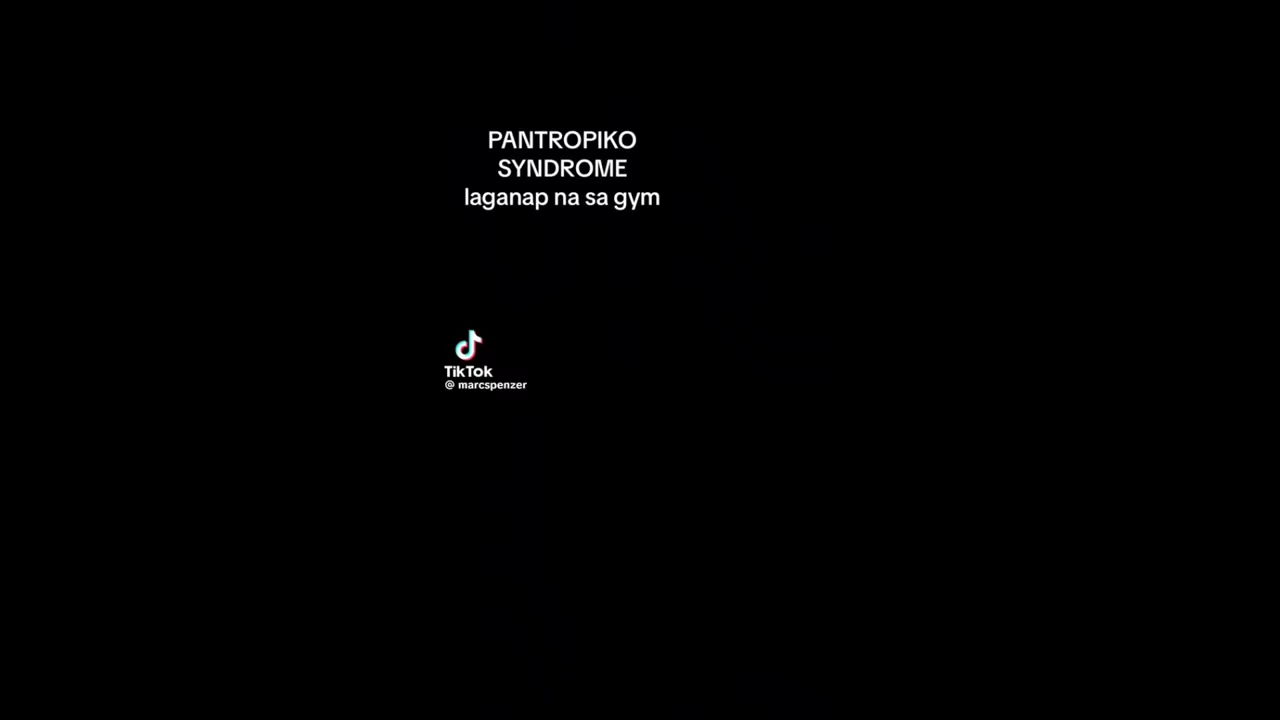 PANTROPIKO
SYNDROME
laganap na sa gym
TikTok
@ marcspenzer